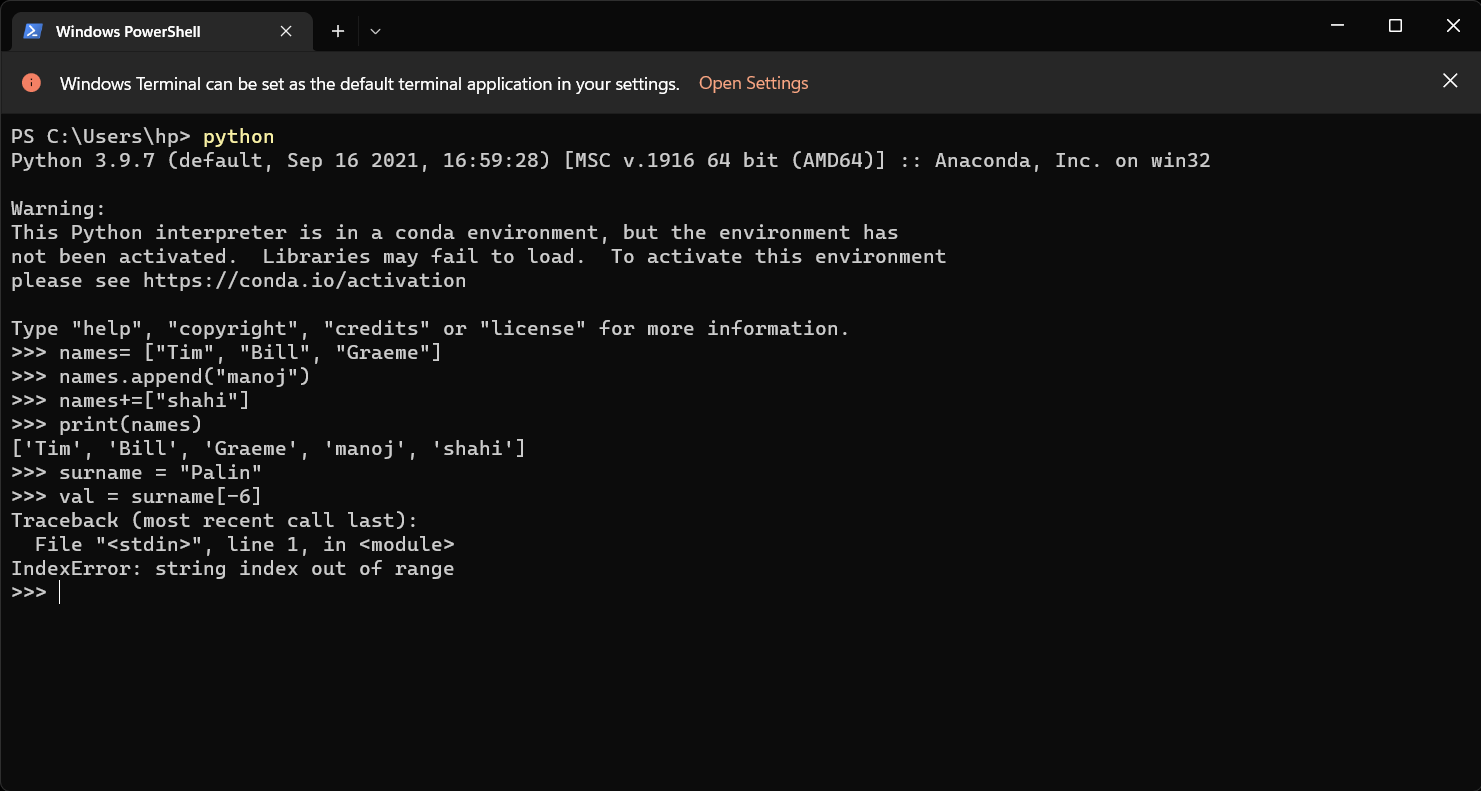 Windows PowerShell
Windows Terminal can be set as the default terminal application in your settings. Open Settings
PS C:\Users\hp> python
Python 3.9.7 (default, Sep 16 2021, 16:59:28) [MSC v.1916 64 bit (AMD64)] :: Anaconda, Inc. on win32
Warning:
This Python interpreter is in a conda environment, but the environment has
not been activated.  Libraries may fail to load.  To activate this environment
please see https://conda.io/activation
Type "help", "copyright", "credits" or "license" for more information.
>>> names= ["Tim", "Bill", "Graeme"]
>>> names.append("manoj")
>>> names+=["shahi"]
>>> print(names)
['Tim', 'Bill', 'Graeme', 'manoj', 'shahi']
>>> surname = "Palin"
>>> val = surname[-6]
Traceback (most recent call last):
  File "<stdin>", line 1, in <module>
IndexError: string index out of range
>>>